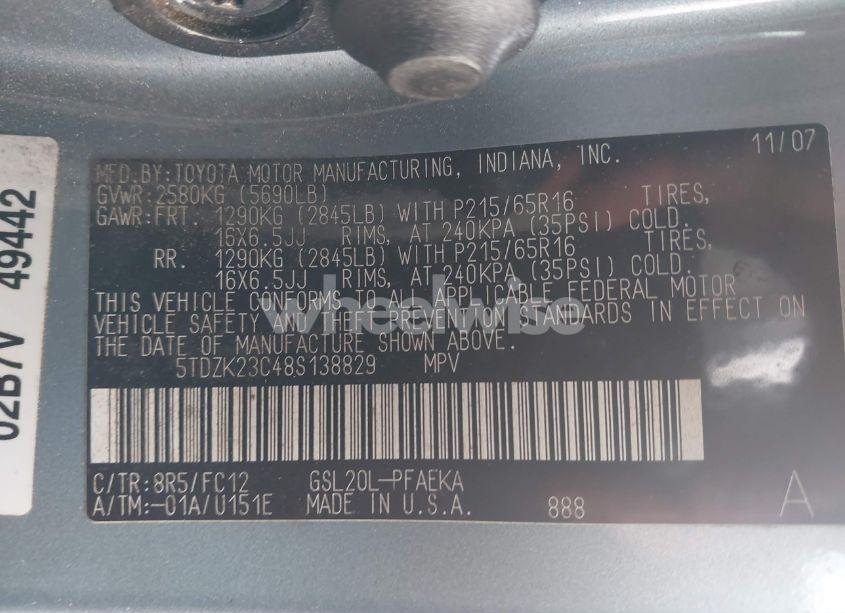 MFD.BY:TOYOTA MOTOR MANUFACTURING, INDIANA, INC. 11/07
GVWR:2580KG (5690LB)
GAWR:FRT. 1290KG (2845LB) WITH P215/65R16 TIRES,
16X6.5JJ RIMS, AT 240KPA (35PSI) COLD.
RR. 1290KG (2845LB) WITH P215/65R16 TIRES,
16X6.5JJ RIMS, AT 240KPA (35PSI) COLD.
THIS VEHICLE CONFORMS TO ALL APPLICABLE FEDERAL MOTOR
VEHICLE SAFETY AND THEFT PREVENTION STANDARDS IN EFFECT ON
THE DATE OF MANUFACTURE SHOWN ABOVE.
5TDZK23C48S138829 MPV
C/TR:8R5/FC12 GSL20L-PFAEKA
A/TM:-01A/U151E MADE IN U.S.A. 888 A
02B7V 49442
wheelwise